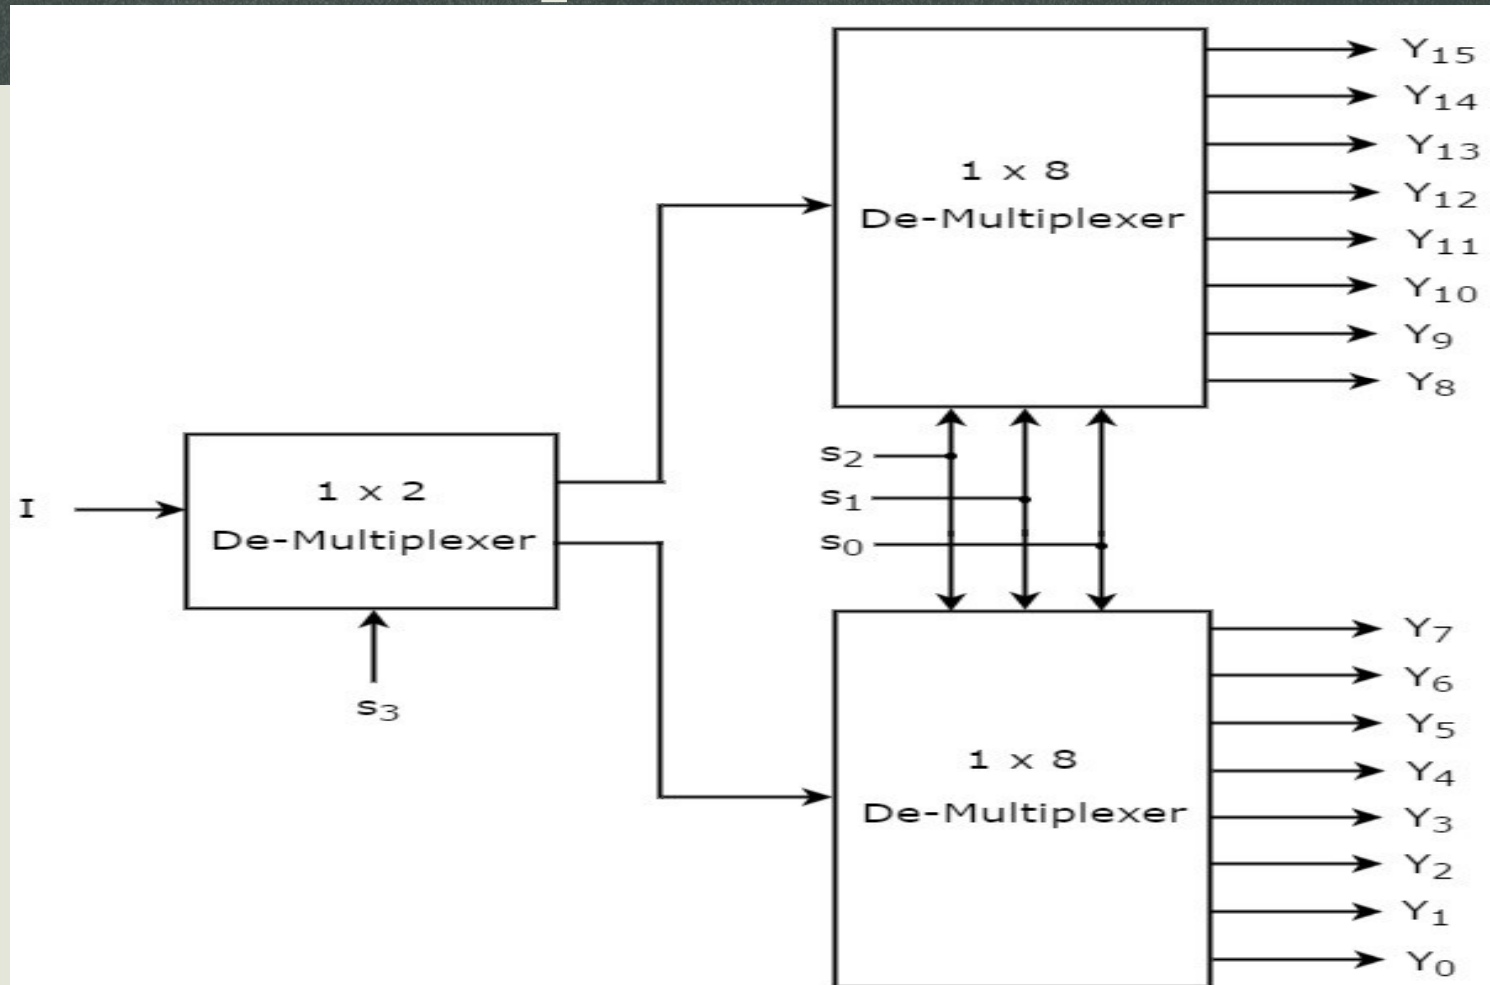 Y15
Y14
Y13
1 x 8
De-Multiplexer
Y12
Y11
Y10
Y9
Y8
s2
s1
s0
I
1 x 2
De-Multiplexer
s3
Y7
Y6
Y5
1 x 8
De-Multiplexer
Y4
Y3
Y2
Y1
Y0